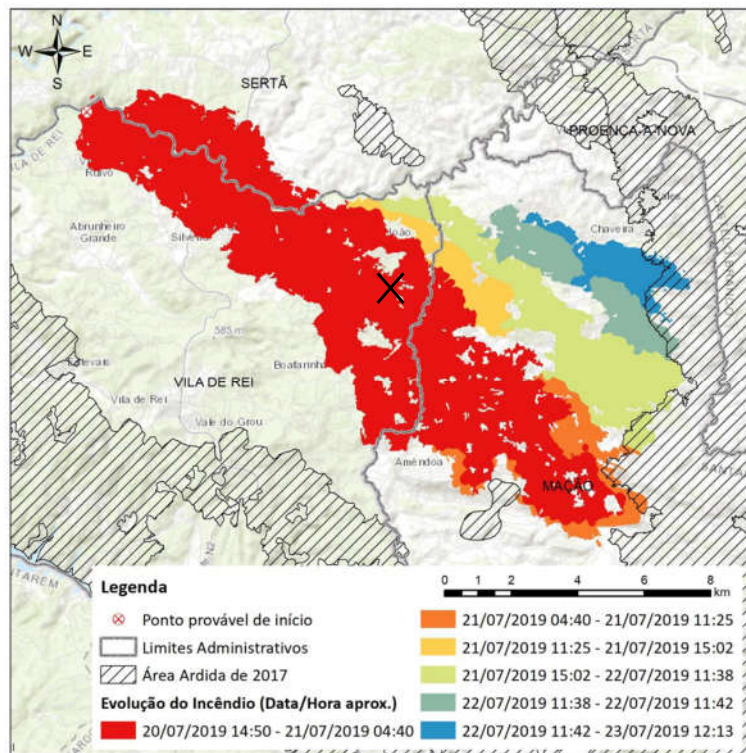 N
W E
S
SERTÃ
PROENÇA-A-NOVA
VILA DE REI
Ruivo
Abrunheiro
Grande
Chaveira
João
585 m
Boafarinha
VILA DE REI
Vila de Rei
Vale do Grou
Amêndoa
MAÇÃO
N2
Legenda
Ponto provável de início
Limites Administrativos
Área Ardida de 2017
Evolução do Incêndio (Data/Hora aprox.)
20/07/2019 14:50 - 21/07/2019 04:40
0 1 2 4 6 8
km
21/07/2019 04:40 - 21/07/2019 11:25
21/07/2019 11:25 - 21/07/2019 15:02
21/07/2019 15:02 - 22/07/2019 11:38
22/07/2019 11:38 - 22/07/2019 11:42
22/07/2019 11:42 - 23/07/2019 12:13